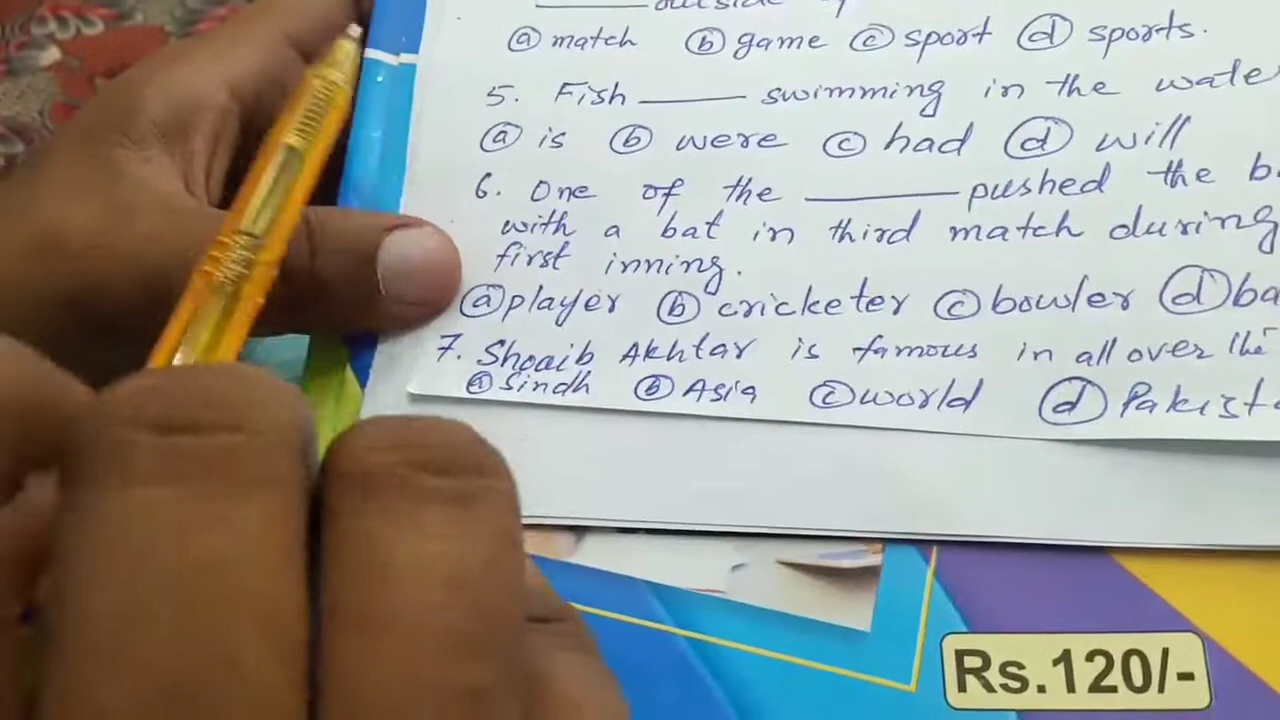 ⓐ match ⓑ game ⓒ sport ⓓ sports.
5. Fish ______ swimming in the
ⓐ is ⓑ were ⓒ had ⓓ will
6. One of the ______ pushed the
with a bat in third match during
first inning.
ⓐ player ⓑ cricketer ⓒ bowler ⓓ
7. Shoaib Akhtar is famous in all over the
ⓐ Sindh ⓑ Asia ⓒ world ⓓ
Rs.120/-